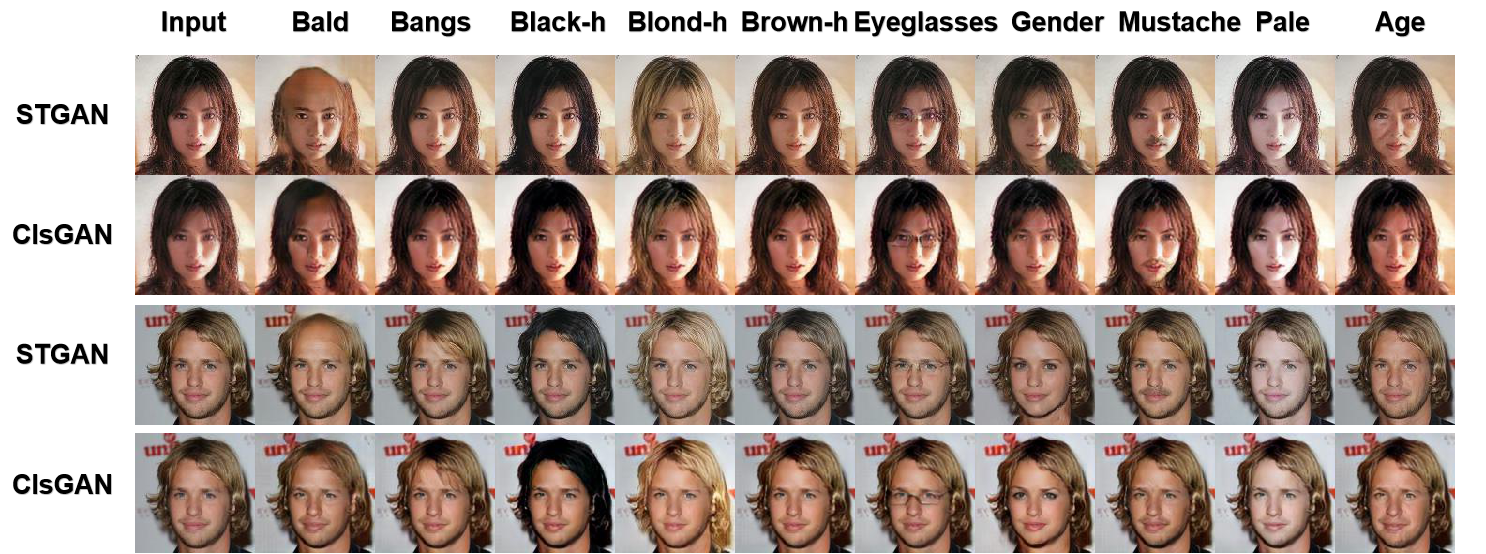 Input Bald Bangs Black-h Blond-h Brown-h Eyeglasses Gender Mustache Pale Age
STGAN
ClsGAN
STGAN
ClsGAN